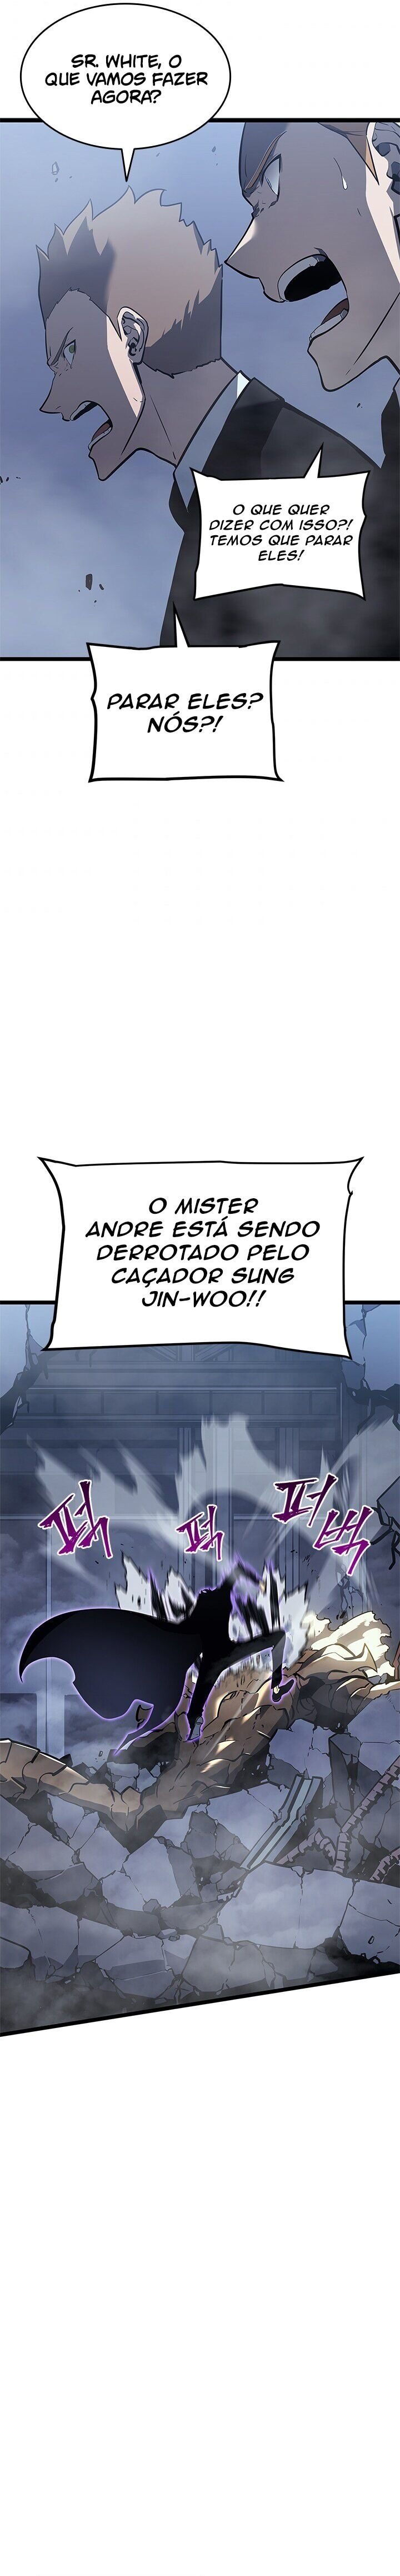 SR. WHITE, O
QUE VAMOS FAZER
AGORA?
O QUE QUER
DIZER COM ISSO?!
TEMOS QUE PARAR
ELES!
PARAR ELES?
NÓS?!
O MISTER
ANDRE ESTÁ SENDO
DERROTADO PELO
CAÇADOR SUNG
JIN-WOO!!
퍽
퍽
퍼
벅